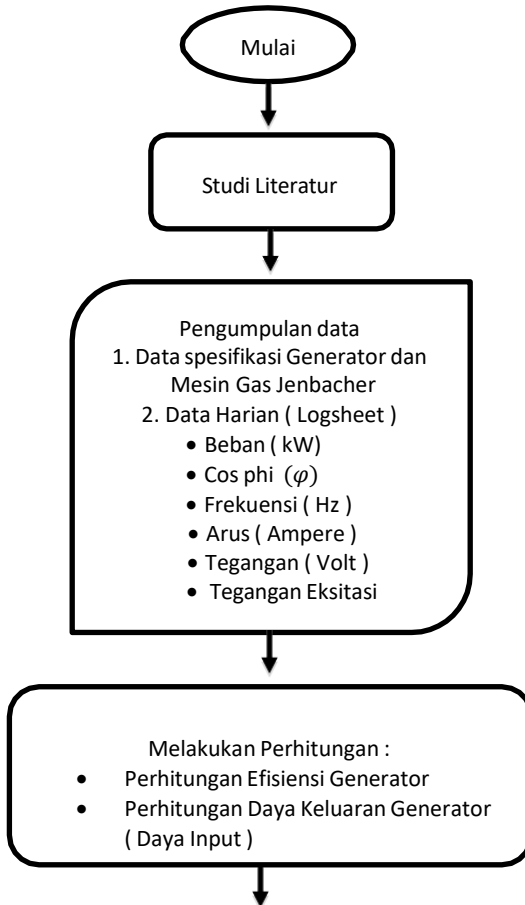 Mulai
Studi Literatur
Pengumpulan data
1. Data spesifikasi Generator dan
Mesin Gas Jenbacher
2. Data Harian ( Logsheet )
• Beban ( kW)
• Cos phi (𝜑)
• Frekuensi ( Hz )
• Arus ( Ampere )
• Tegangan ( Volt )
• Tegangan Eksitasi
Melakukan Perhitungan :
• Perhitungan Efisiensi Generator
• Perhitungan Daya Keluaran Generator
( Daya Input )